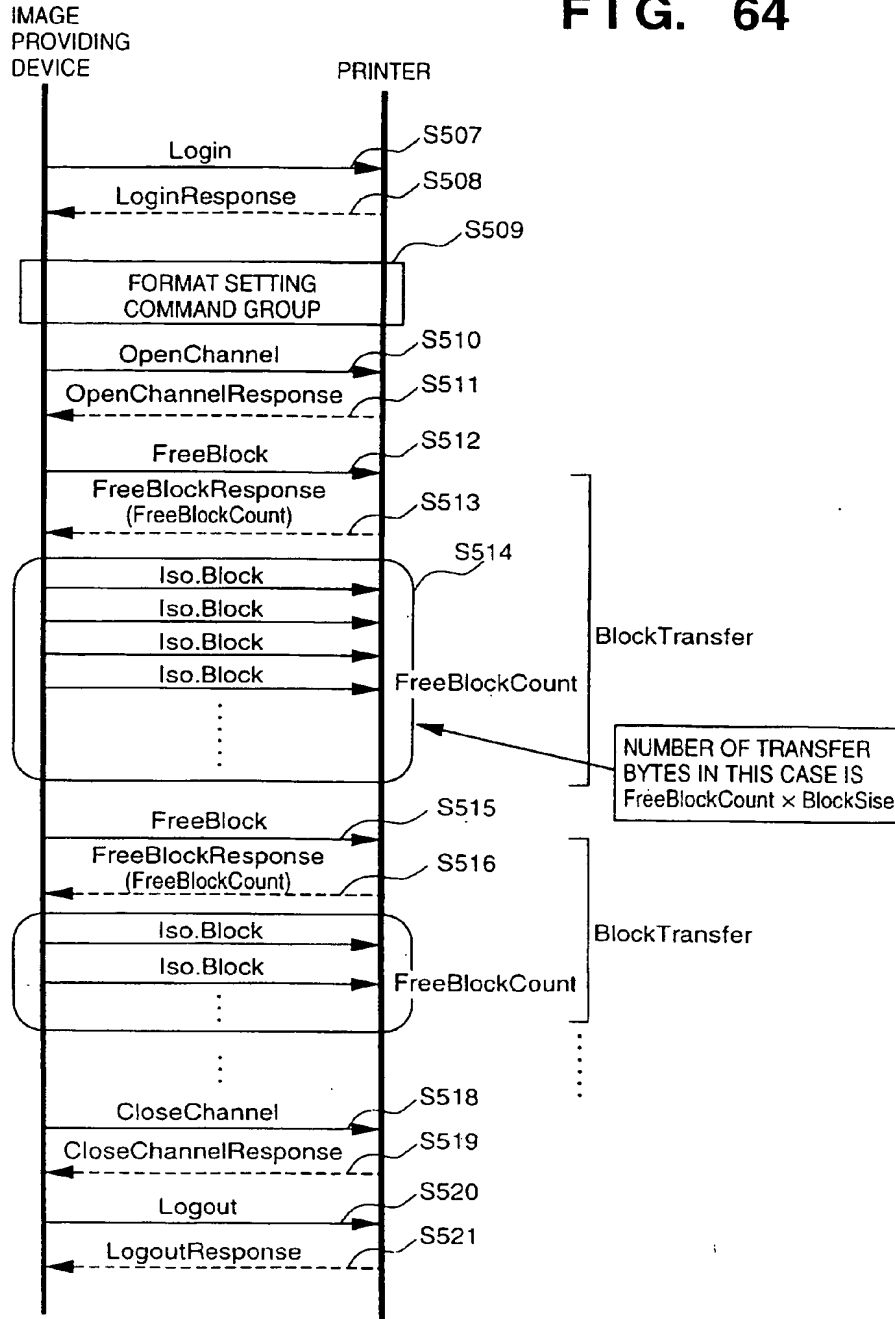 FIG. 64
IMAGE
PROVIDING
DEVICE
PRINTER
Login
S507
LoginResponse
S508
S509
FORMAT SETTING
COMMAND GROUP
OpenChannel
S510
OpenChannelResponse
S511
FreeBlock
S512
FreeBlockResponse
(FreeBlockCount)
S513
S514
Iso.Block
Iso.Block
Iso.Block
Iso.Block
FreeBlockCount
BlockTransfer
NUMBER OF TRANSFER
BYTES IN THIS CASE IS
FreeBlockCount × BlockSise
FreeBlock
S515
FreeBlockResponse
(FreeBlockCount)
S516
Iso.Block
Iso.Block
FreeBlockCount
BlockTransfer
CloseChannel
S518
CloseChannelResponse
S519
Logout
S520
LogoutResponse
S521